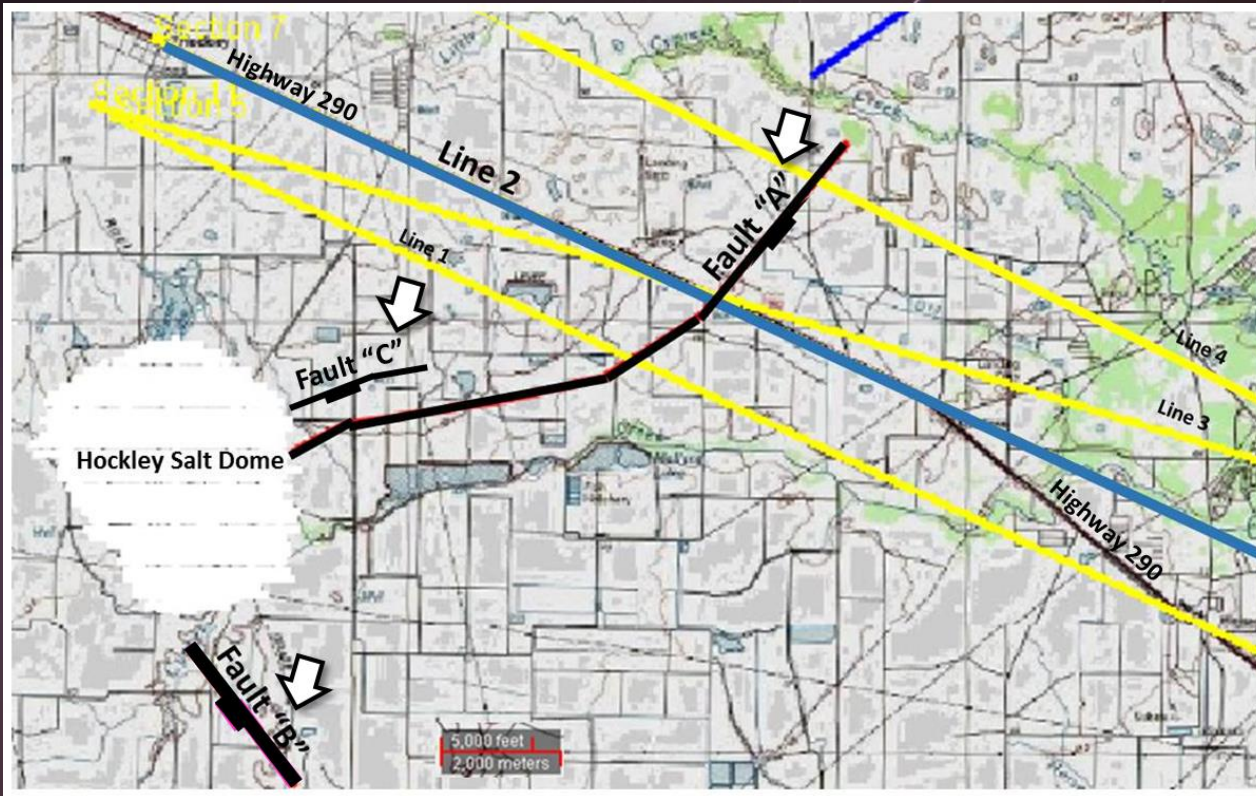 Section 7
Highway 290
Section
Line 2
Line 1
Fault “A”
Fault “C”
Line 4
Line 3
Hockley Salt Dome
Highway 290
Fault “B”
5,000 feet
2,000 meters